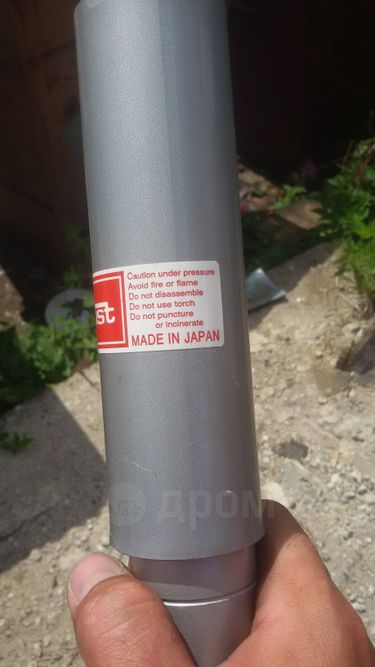 Caution under pressure
Avoid fire or flame
Do not disassemble
Do not use torch
Do not puncture
or incinerate
MADE IN JAPAN
st
дром